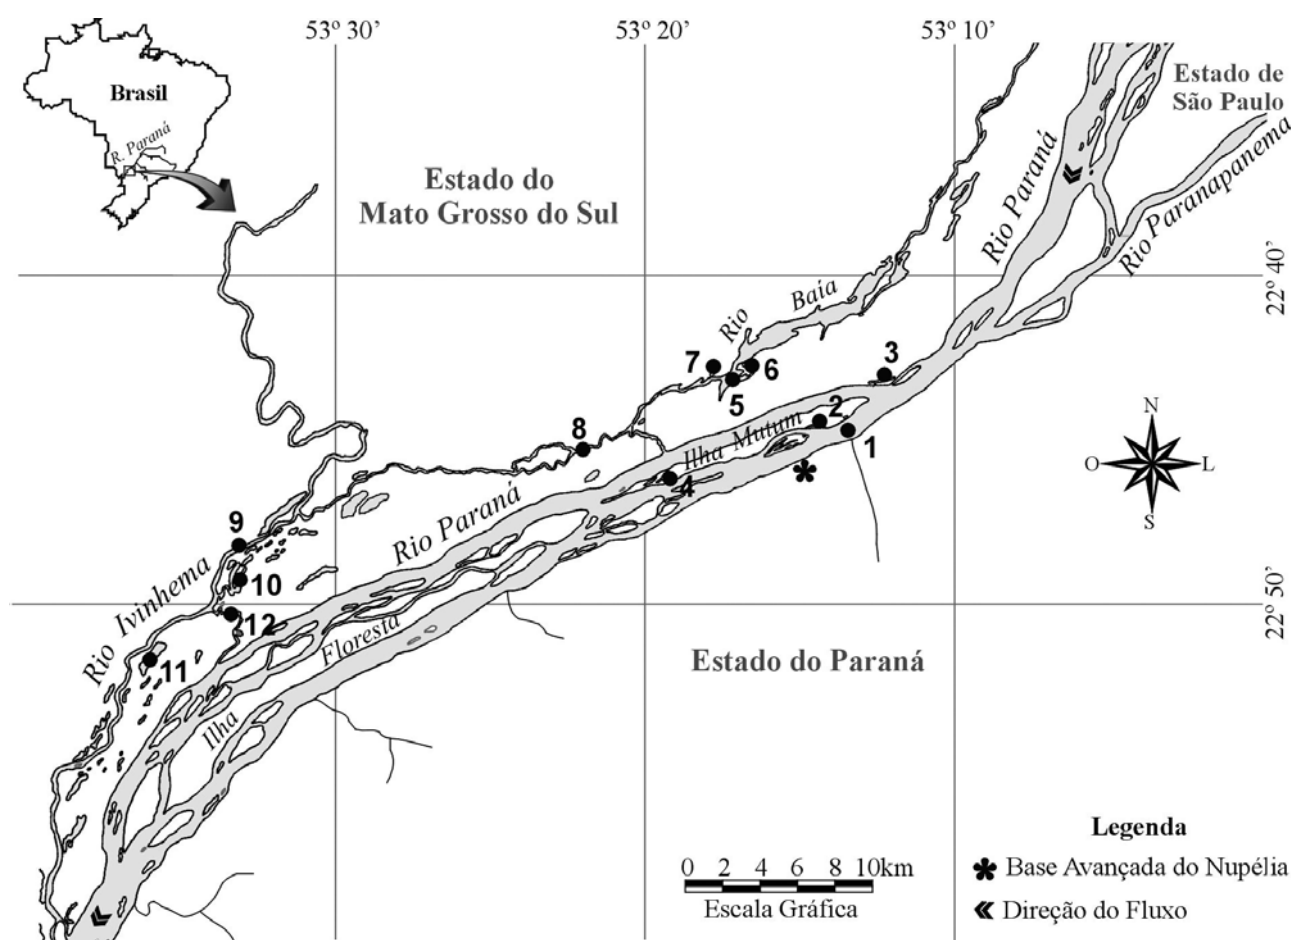 53º 30’
53º 20’
53º 10’
Brasil
R. Paraná
Estado de
São Paulo
Estado do
Mato Grosso do Sul
Rio Paraná
Rio Paranapanema
22º 40’
Rio Baía
7
6
5
3
2
1
Ilha Mutum
4
8
N
O
L
S
Rio Paraná
9
10
Rio Ivinhema
12
11
22º 50’
Ilha Floresta
Estado do Paraná
Legenda
Base Avançada do Nupélia
Direção do Fluxo
0 2 4 6 8 10km
Escala Gráfica